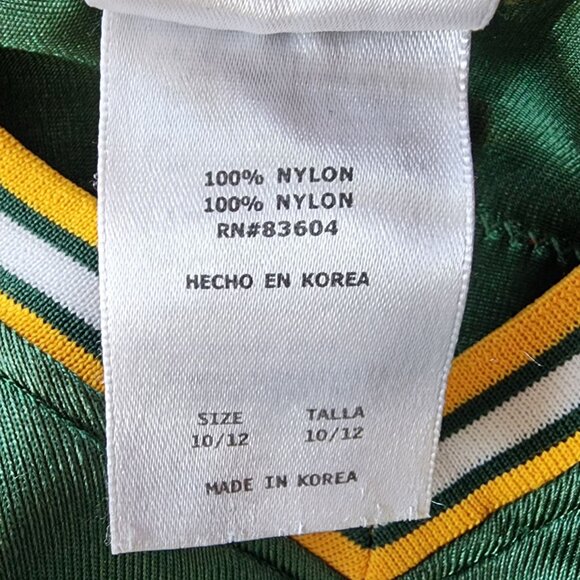 100% NYLON
100% NYLON
RN#83604
HECHO EN KOREA
SIZE TALLA
10/12 10/12
MADE IN KOREA